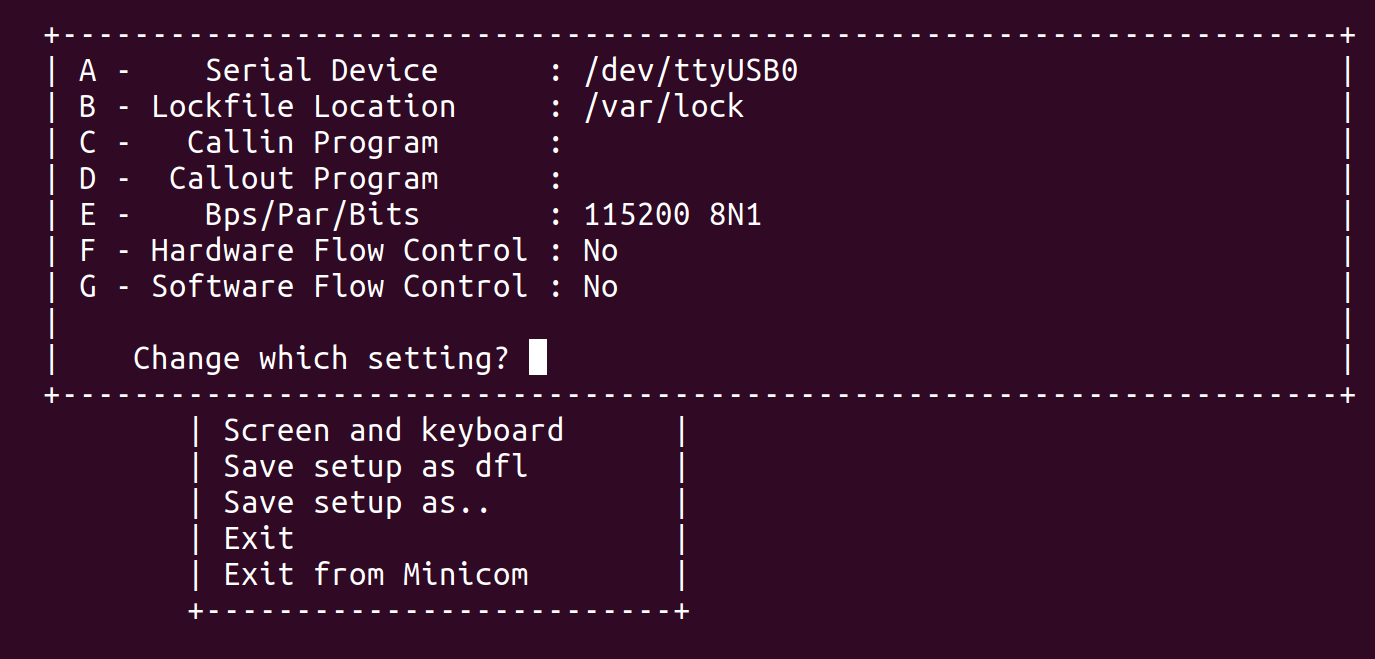 +-----------------------------------------------------------------------+
| A -    Serial Device      : /dev/ttyUSB0                              |
| B - Lockfile Location     : /var/lock                                 |
| C -   Callin Program      :                                           |
| D -  Callout Program      :                                           |
| E -    Bps/Par/Bits       : 115200 8N1                                |
| F - Hardware Flow Control : No                                        |
| G - Software Flow Control : No                                        |
|                                                                       |
|    Change which setting?                                              |
+-----------------------------------------------------------------------+
        | Screen and keyboard      |
        | Save setup as dfl        |
        | Save setup as..          |
        | Exit                     |
        | Exit from Minicom        |
        +--------------------------+